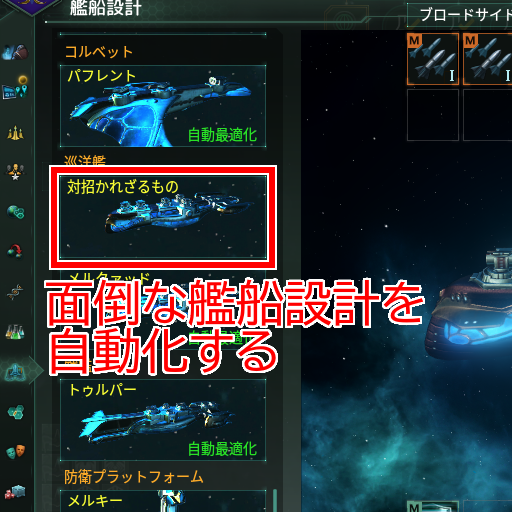 艦船設計
ブロードサイド
コルベット
パフレント
M
I
M
I
自動最適化
巡洋艦
対招かれざるもの
メルクァッド
面倒な艦船設計を
自動化する
トゥルパー
自動最適化
防衛プラットフォーム
メルキー
M